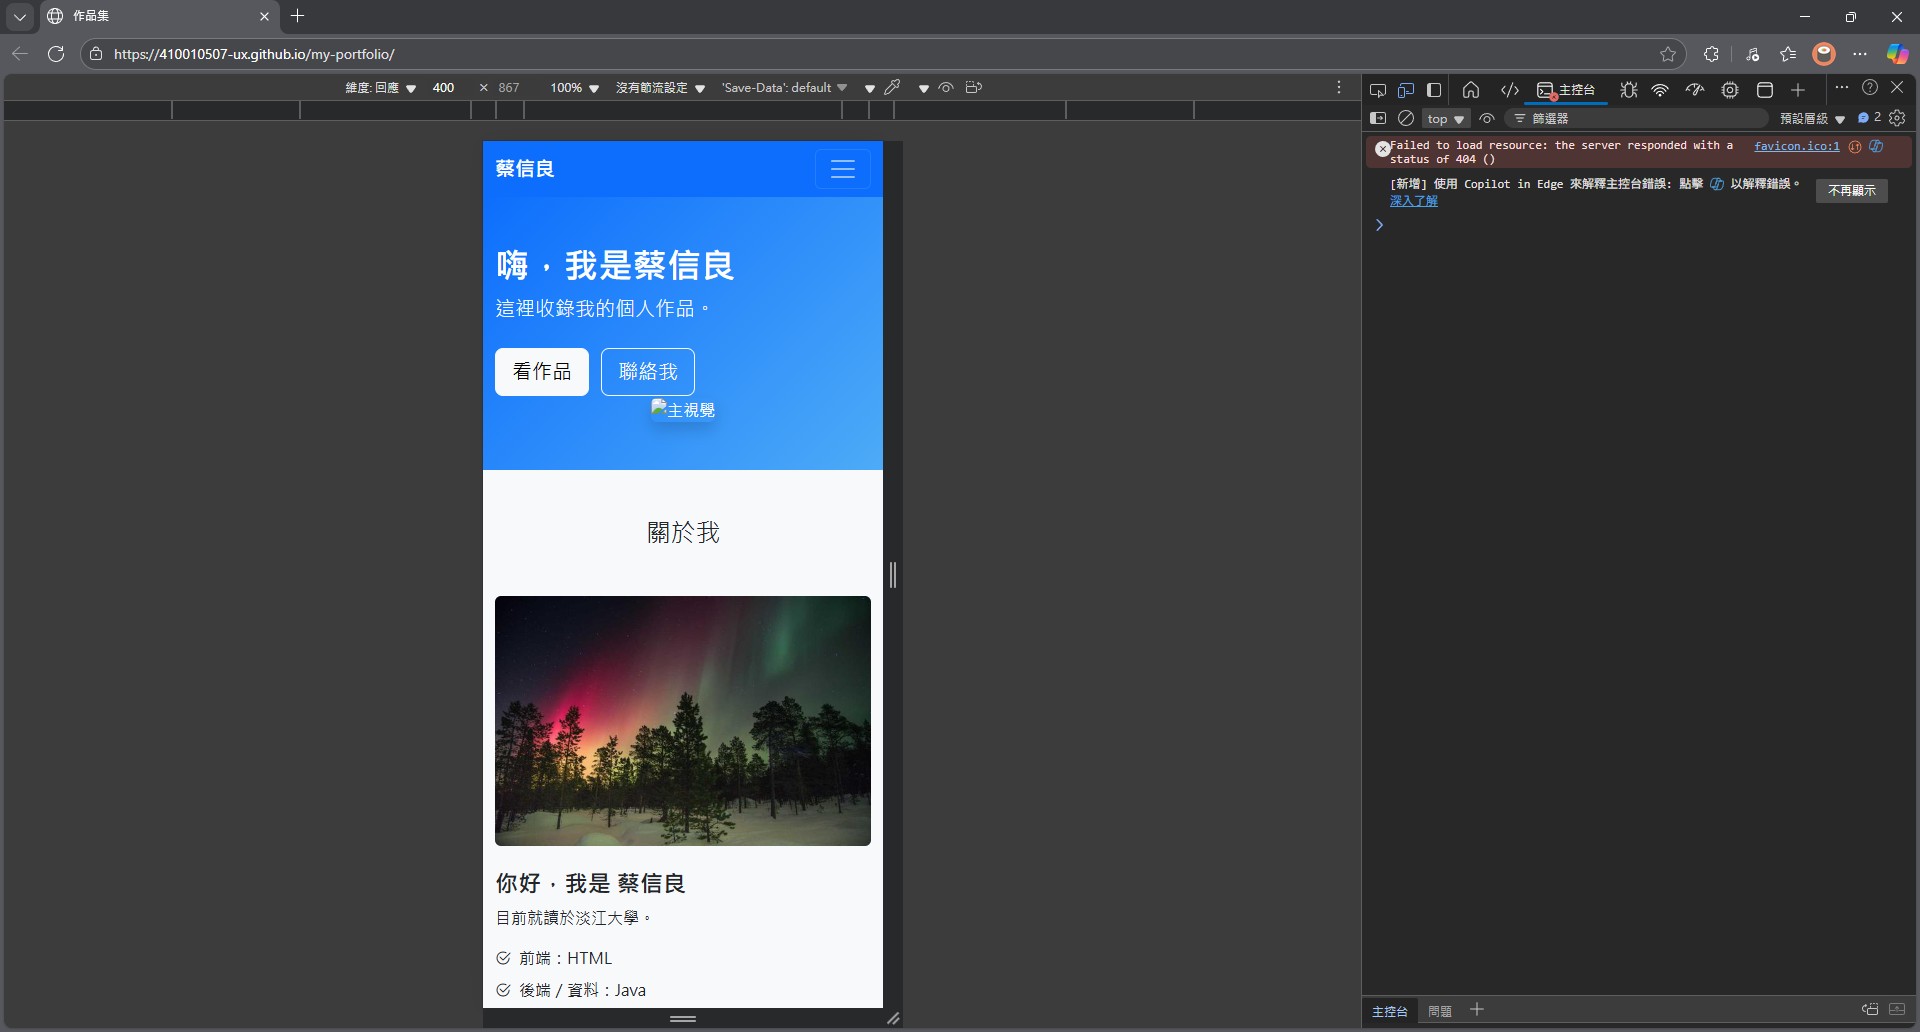 作品集
https://410010507-ux.github.io/my-portfolio/
維度: 回應 400 × 867 100% 沒有節流設定 'Save-Data': default
主控台
top 篩選器 預設層級 2
Failed to load resource: the server responded with a status of 404 () favicon.ico:1
[新增] 使用 Copilot in Edge 來解釋主控台錯誤: 點擊 以解釋錯誤。 不再顯示
深入了解
蔡信良
嗨，我是蔡信良
這裡收錄我的個人作品。
看作品 聯絡我
主視覺
關於我
你好，我是 蔡信良
目前就讀於淡江大學。
前端：HTML
後端 / 資料：Java
主控台 問題